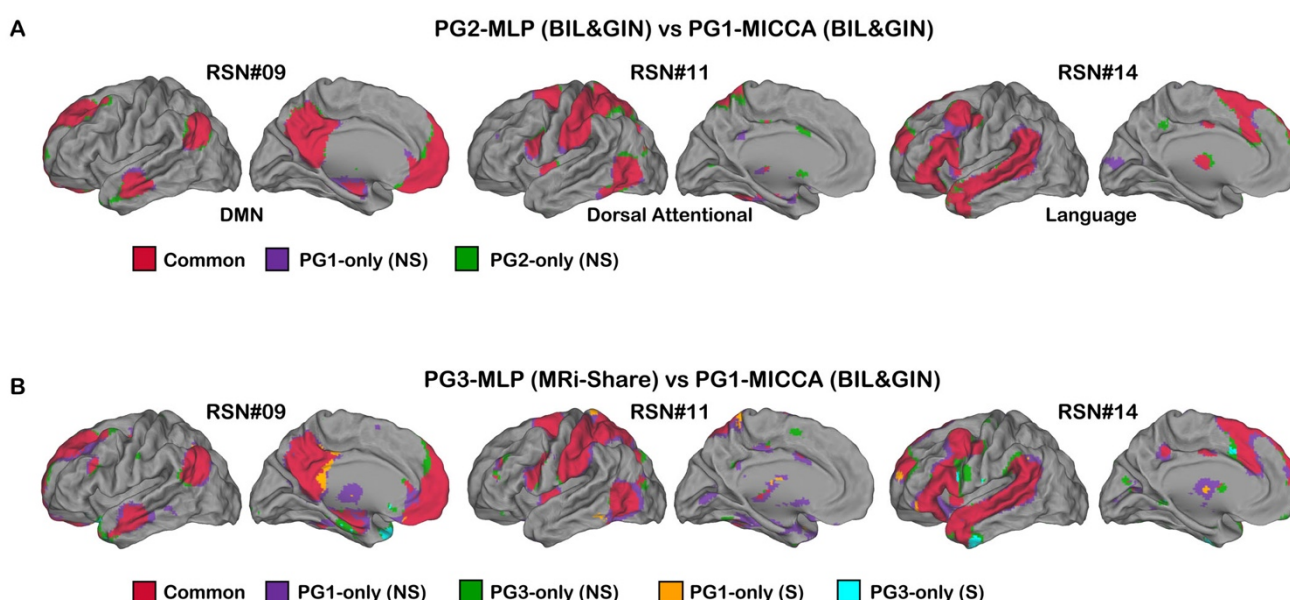 A
PG2-MLP (BIL&GIN) vs PG1-MICCA (BIL&GIN)
RSN#09 RSN#11 RSN#14
DMN Dorsal Attentional Language
Common PG1-only (NS) PG2-only (NS)
B
PG3-MLP (MRi-Share) vs PG1-MICCA (BIL&GIN)
RSN#09 RSN#11 RSN#14
Common PG1-only (NS) PG3-only (NS) PG1-only (S) PG3-only (S)